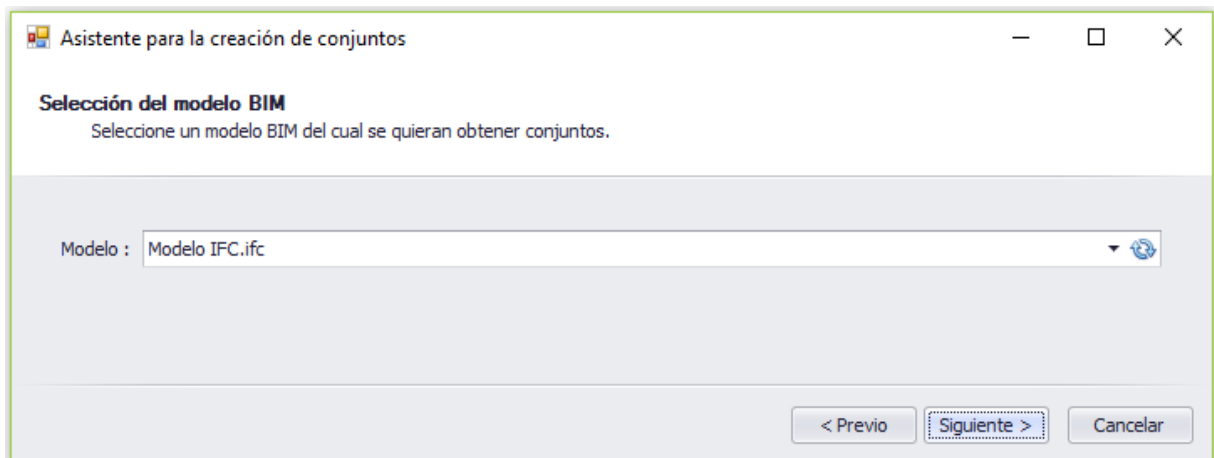 Asistente para la creación de conjuntos
Selección del modelo BIM
Seleccione un modelo BIM del cual se quieran obtener conjuntos.
Modelo : Modelo IFC.ifc
< Previo Siguiente > Cancelar